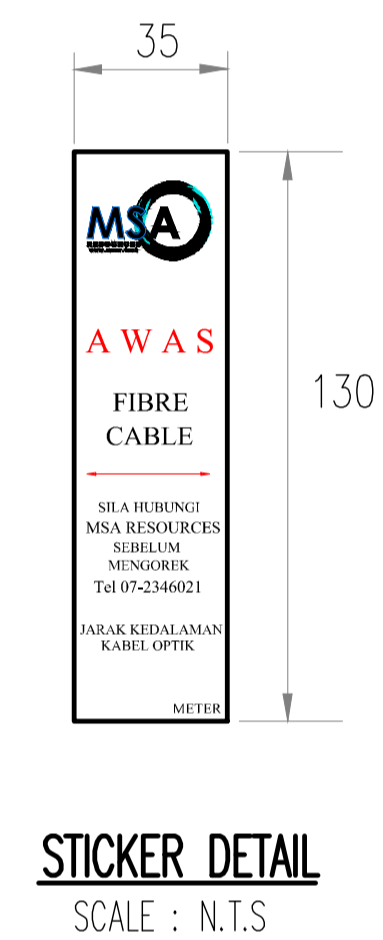 35
MSA
RESOURCES
A W A S
FIBRE
CABLE
130
SILA HUBUNGI
MSA RESOURCES
SEBELUM
MENGOREK
Tel 07-2346021
JARAK KEDALAMAN
KABEL OPTIK
METER
STICKER DETAIL
SCALE : N.T.S